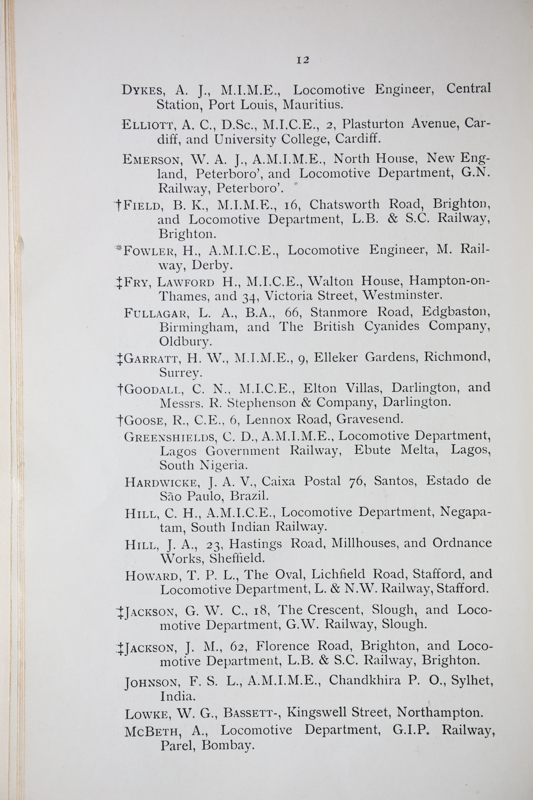 12
DYKES, A. J., M.I.M.E., Locomotive Engineer, Central
Station, Port Louis, Mauritius.
ELLIOTT, A. C., D.Sc., M.I.C.E., 2, Plasturton Avenue, Car-
diff, and University College, Cardiff.
EMERSON, W. A. J., A.M.I.M.E., North House, New Eng-
land, Peterboro', and Locomotive Department, G.N.
Railway, Peterboro'.
†FIELD, B. K., M.I.M.E., 16, Chatsworth Road, Brighton,
and Locomotive Department, L.B. & S.C. Railway,
Brighton.
*FOWLER, H., A.M.I.C.E., Locomotive Engineer, M. Rail-
way, Derby.
‡FRY, LAWFORD H., M.I.C.E., Walton House, Hampton-on-
Thames, and 34, Victoria Street, Westminster.
FULLAGAR, L. A., B.A., 66, Stanmore Road, Edgbaston,
Birmingham, and The British Cyanides Company,
Oldbury.
‡GARRATT, H. W., M.I.M.E., 9, Elleker Gardens, Richmond,
Surrey.
†GOODALL, C. N., M.I.C.E., Elton Villas, Darlington, and
Messrs. R. Stephenson & Company, Darlington.
†GOOSE, R., C.E., 6, Lennox Road, Gravesend.
GREENSHIELDS, C. D., A.M.I.M.E., Locomotive Department,
Lagos Government Railway, Ebute Melta, Lagos,
South Nigeria.
HARDWICKE, J. A. V., Caixa Postal 76, Santos, Estado de
São Paulo, Brazil.
HILL, C. H., A.M.I.C.E., Locomotive Department, Negapa-
tam, South Indian Railway.
HILL, J. A., 23, Hastings Road, Millhouses, and Ordnance
Works, Sheffield.
HOWARD, T. P. L., The Oval, Lichfield Road, Stafford, and
Locomotive Department, L. & N.W. Railway, Stafford.
‡JACKSON, G. W. C., 18, The Crescent, Slough, and Loco-
motive Department, G.W. Railway, Slough.
‡JACKSON, J. M., 62, Florence Road, Brighton, and Loco-
motive Department, L.B. & S.C. Railway, Brighton.
JOHNSON, F. S. L., A.M.I.M.E., Chandkhira P. O., Sylhet,
India.
LOWKE, W. G., BASSETT-, Kingswell Street, Northampton.
MCBETH, A., Locomotive Department, G.I.P. Railway,
Parel, Bombay.